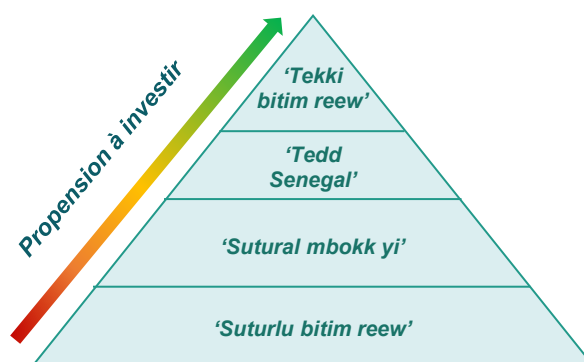 Propension à investir
‘Tekki
bitim reew’
‘Tedd
Senegal’
‘Sutural mbokk yi’
‘Suturlu bitim reew’